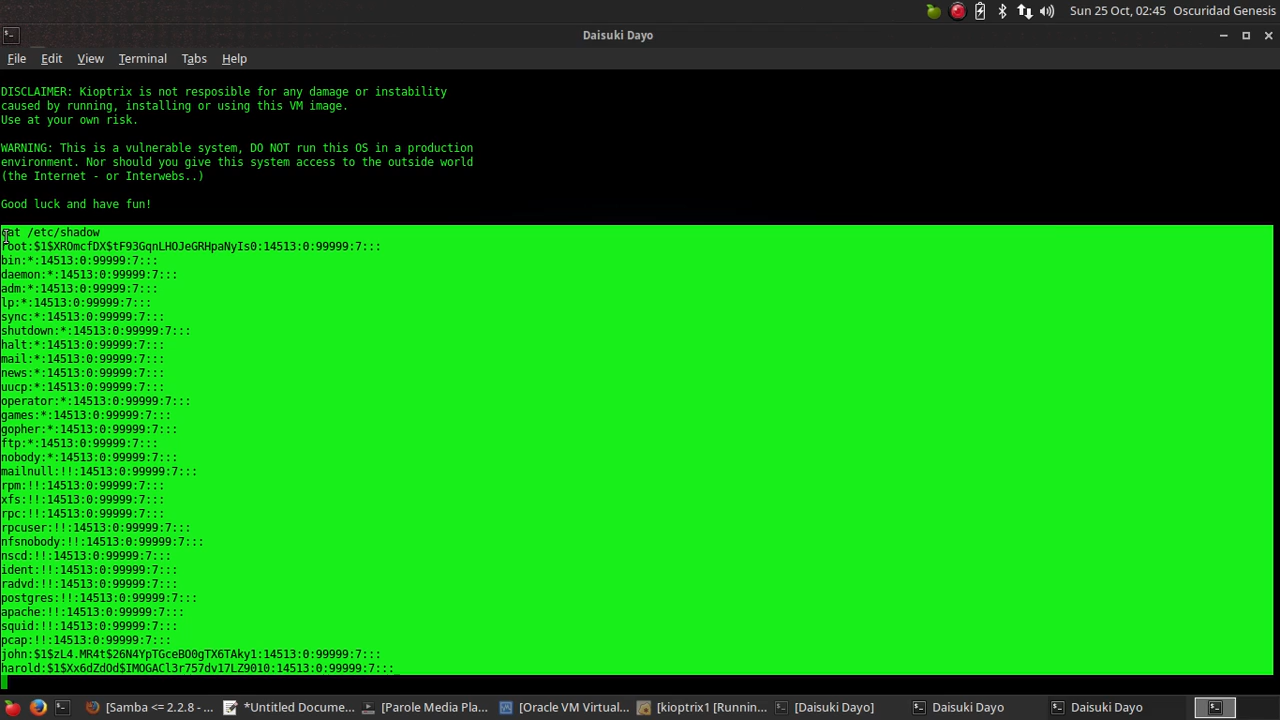 Sun 25 Oct, 02:45 Oscuridad Genesis
Daisuki Dayo
File Edit View Terminal Tabs Help
DISCLAIMER: Kioptrix is not resposible for any damage or instability
caused by running, installing or using this VM image.
Use at your own risk.
WARNING: This is a vulnerable system, DO NOT run this OS in a production
environment. Nor should you give this system access to the outside world
(the Internet - or Interwebs..)
Good luck and have fun!
cat /etc/shadow
root:$1$XROmcfDX$tF93GqnLHOJeGRHpaNyIs0:14513:0:99999:7:::
bin:*:14513:0:99999:7:::
daemon:*:14513:0:99999:7:::
adm:*:14513:0:99999:7:::
lp:*:14513:0:99999:7:::
sync:*:14513:0:99999:7:::
shutdown:*:14513:0:99999:7:::
halt:*:14513:0:99999:7:::
mail:*:14513:0:99999:7:::
news:*:14513:0:99999:7:::
uucp:*:14513:0:99999:7:::
operator:*:14513:0:99999:7:::
games:*:14513:0:99999:7:::
gopher:*:14513:0:99999:7:::
ftp:*:14513:0:99999:7:::
nobody:*:14513:0:99999:7:::
mailnull:!!:14513:0:99999:7:::
rpm:!!:14513:0:99999:7:::
xfs:!!:14513:0:99999:7:::
rpc:!!:14513:0:99999:7:::
rpcuser:!!:14513:0:99999:7:::
nfsnobody:!!:14513:0:99999:7:::
nscd:!!:14513:0:99999:7:::
ident:!!:14513:0:99999:7:::
radvd:!!:14513:0:99999:7:::
postgres:!!:14513:0:99999:7:::
apache:!!:14513:0:99999:7:::
squid:!!:14513:0:99999:7:::
pcap:!!:14513:0:99999:7:::
john:$1$zL4.MR4t$26N4YpTGceBO0gTX6TAky1:14513:0:99999:7:::
harold:$1$Xx6dZdOd$IMOGACl3r757dv17LZ9010:14513:0:99999:7:::
[Samba <= 2.2.8 - ... *Untitled Docume... [Parole Media Pla... [Oracle VM Virtual... [kioptrix1 [Runnin... [Daisuki Dayo] Daisuki Dayo Daisuki Dayo